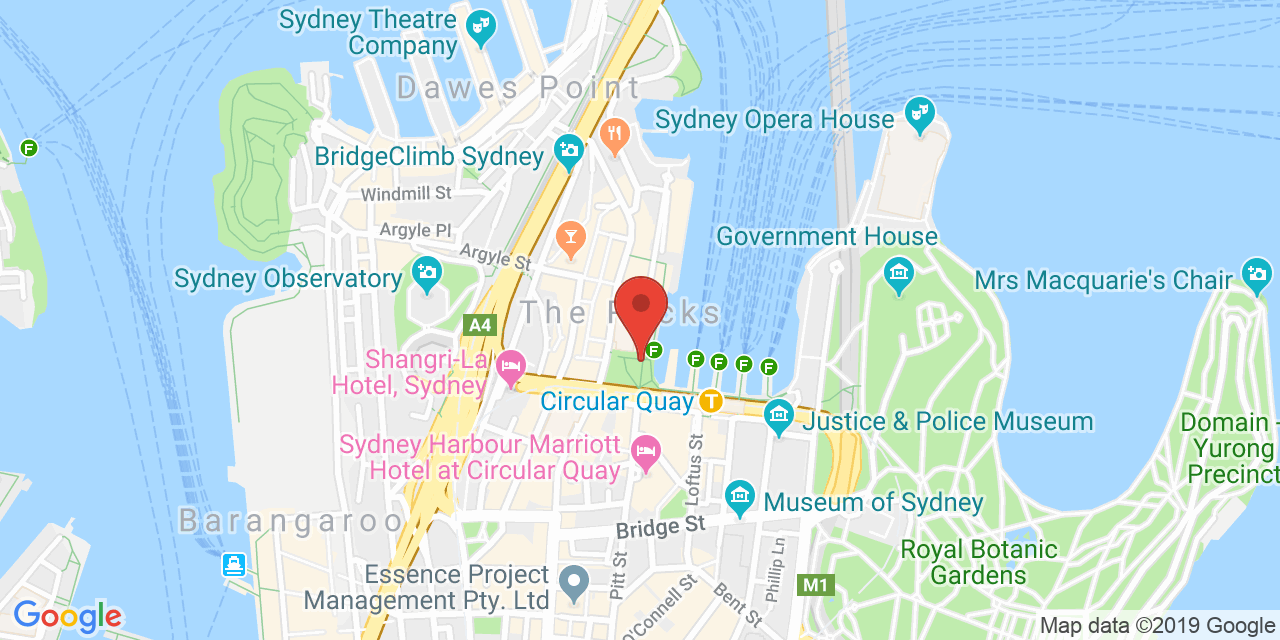 Sydney Theatre
Company
Dawes Point
Sydney Opera House
BridgeClimb Sydney
Windmill St
Argyle Pl
Argyle St
Government House
Sydney Observatory
Mrs Macquarie's Chair
The Rocks
A4
Shangri-La
Hotel, Sydney
F
F
F
F
F
F
Circular Quay
T
Justice & Police Museum
Domain -
Yurong
Precinct
Sydney Harbour Marriott
Hotel at Circular Quay
Loftus St
Museum of Sydney
Barangaroo
Bridge St
Royal Botanic
Gardens
Pitt St
Phillip Ln
Essence Project
Management Pty. Ltd
O'Connell St
Bent St
M1
Google
Map data ©2019 Google